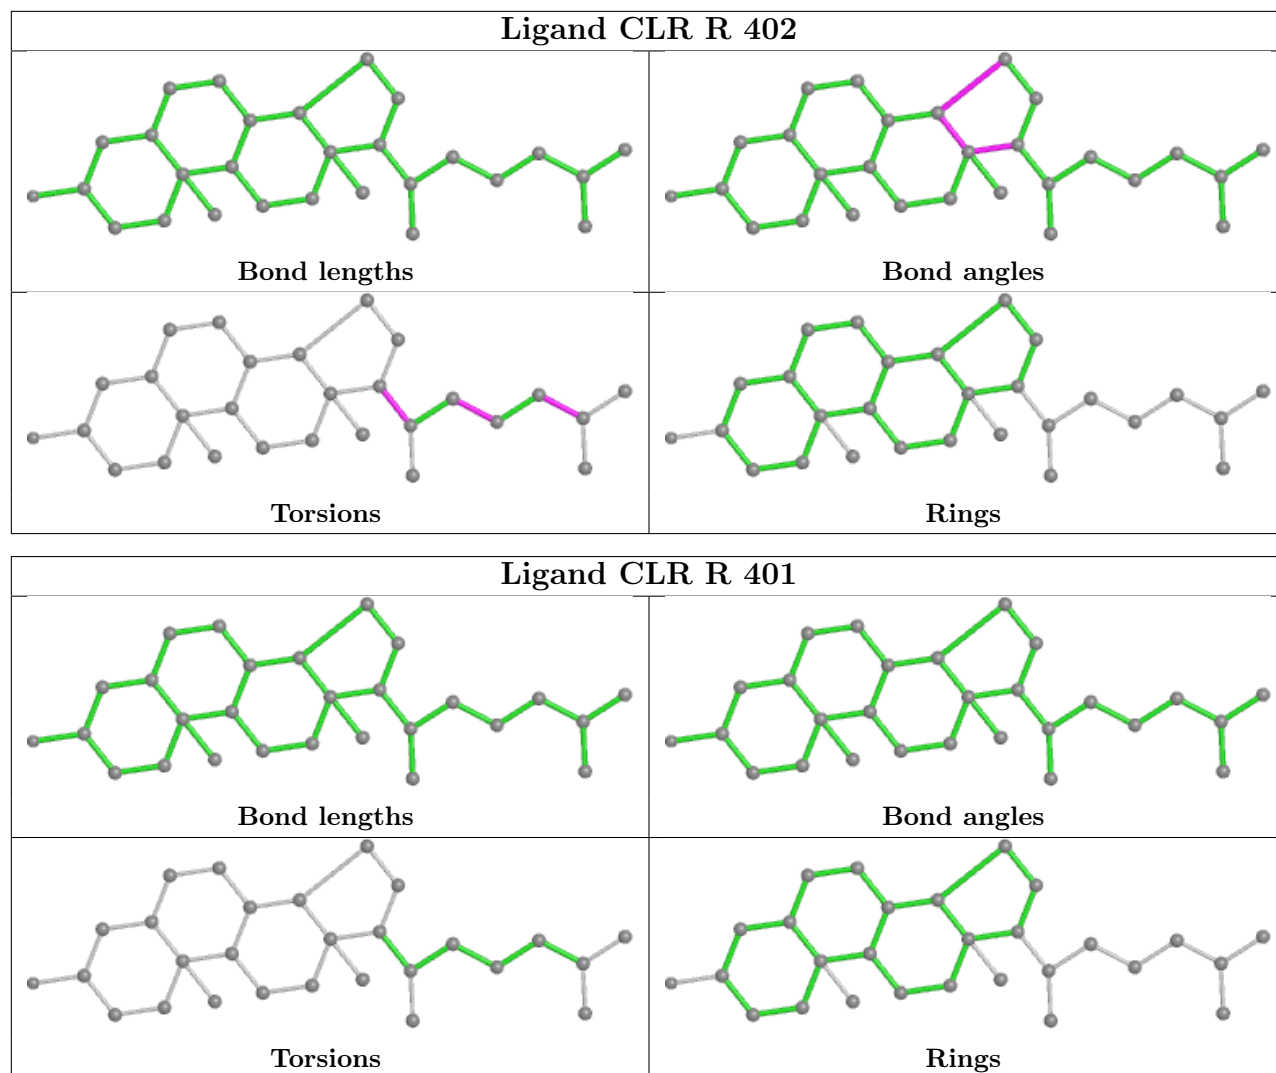 Ligand CLR R 402
Bond lengths
Bond angles
Torsions
Rings
Ligand CLR R 401
Bond lengths
Bond angles
Torsions
Rings